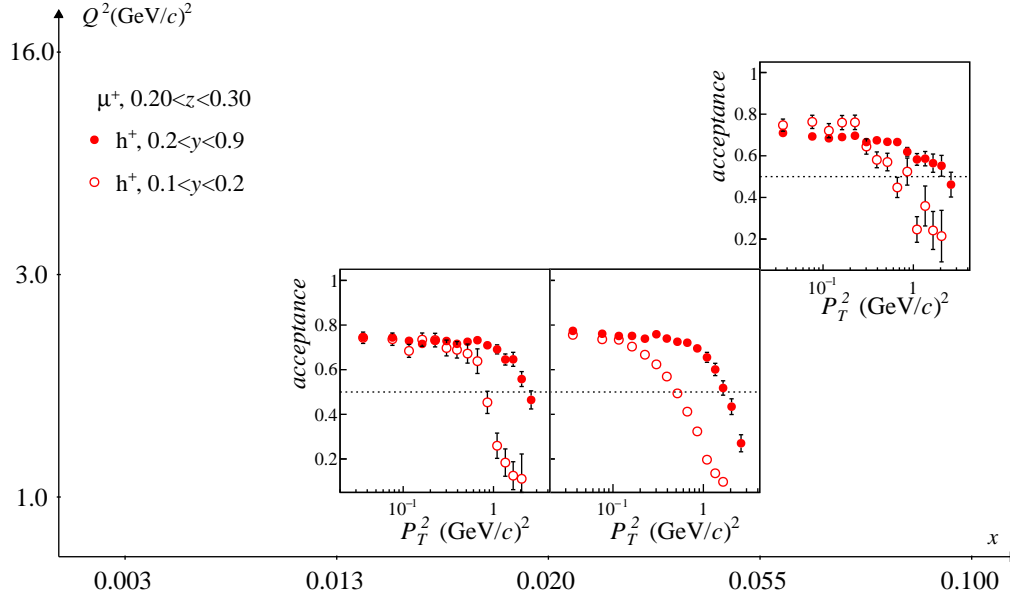 Q²(GeV/c)²
16.0
μ⁺, 0.20<z<0.30
h⁺, 0.2<y<0.9
h⁺, 0.1<y<0.2
acceptance
1
0.8
0.6
0.4
0.2
10⁻¹ 1
P_T² (GeV/c)²
3.0
acceptance
1
0.8
0.6
0.4
0.2
10⁻¹ 1 10⁻¹ 1
P_T² (GeV/c)² P_T² (GeV/c)²
1.0
x
0.003 0.013 0.020 0.055 0.100